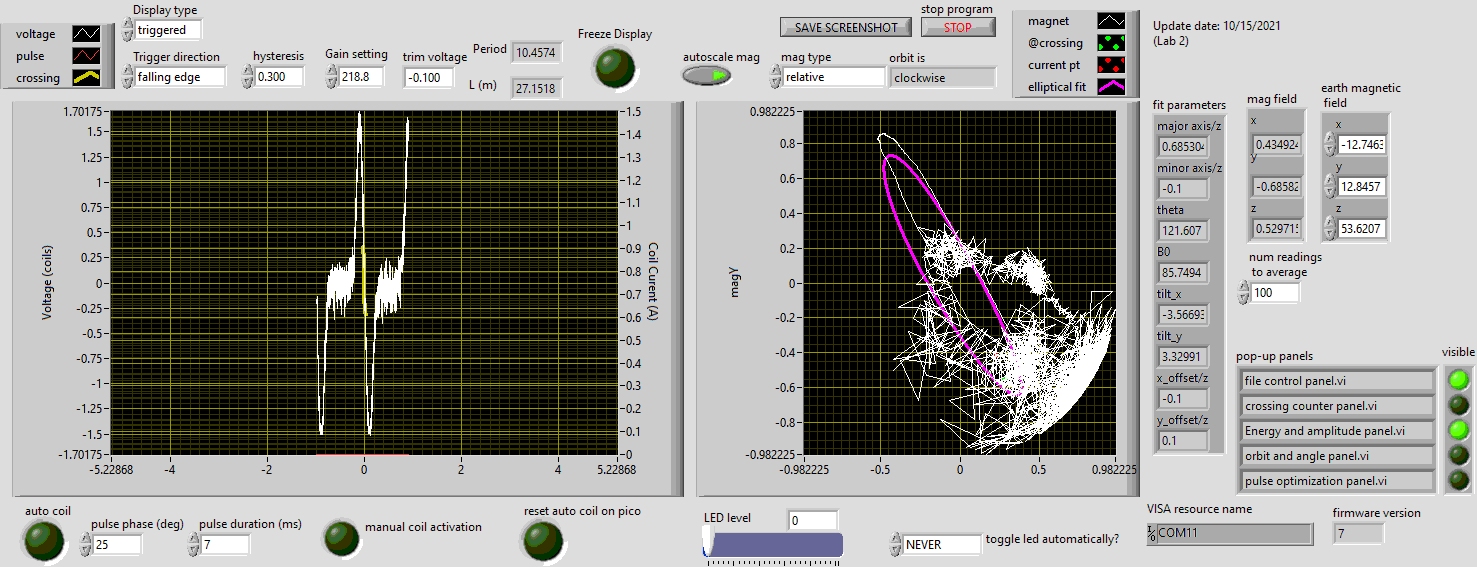 voltage
pulse
crossing
Display type
triggered
Trigger direction
falling edge
hysteresis
0.300
Gain setting
218.8
trim voltage
-0.100
Period
10.4574
L (m)
27.1518
Freeze Display
SAVE SCREENSHOT
stop program
STOP
autoscale mag
mag type
relative
orbit is
clockwise
magnet
@crossing
current pt
elliptical fit
Update date: 10/15/2021
(Lab 2)
Voltage (coils)
1.70175
1.5
1.25
1
0.75
0.5
0.25
0
-0.25
-0.5
-0.75
-1
-1.25
-1.5
-1.70175
-5.22868
-4
-2
0
2
4
5.22868
1.5
1.4
1.3
1.2
1.1
1
0.9
0.8
0.7
0.6
0.5
0.4
0.3
0.2
0.1
0
Coil Curent (A)
magY
0.982225
0.8
0.6
0.4
0.2
0
-0.2
-0.4
-0.6
-0.8
-0.982225
-0.982225
-0.5
0
0.5
0.982225
fit parameters
major axis/z
0.685304
minor axis/z
-0.1
theta
121.607
B0
85.7494
tilt_x
-3.56693
tilt_y
3.32991
x_offset/z
-0.1
y_offset/z
0.1
mag field
x
0.434924
y
-0.68582
z
0.529715
earth magnetic
field
x
-12.7463
y
12.8457
z
53.6207
num readings
to average
100
pop-up panels
visible
file control panel.vi
crossing counter panel.vi
Energy and amplitude panel.vi
orbit and angle panel.vi
pulse optimization panel.vi
auto coil
pulse phase (deg)
25
pulse duration (ms)
7
manual coil activation
reset auto coil on pico
LED level
0
NEVER
toggle led automatically?
VISA resource name
COM11
firmware version
7